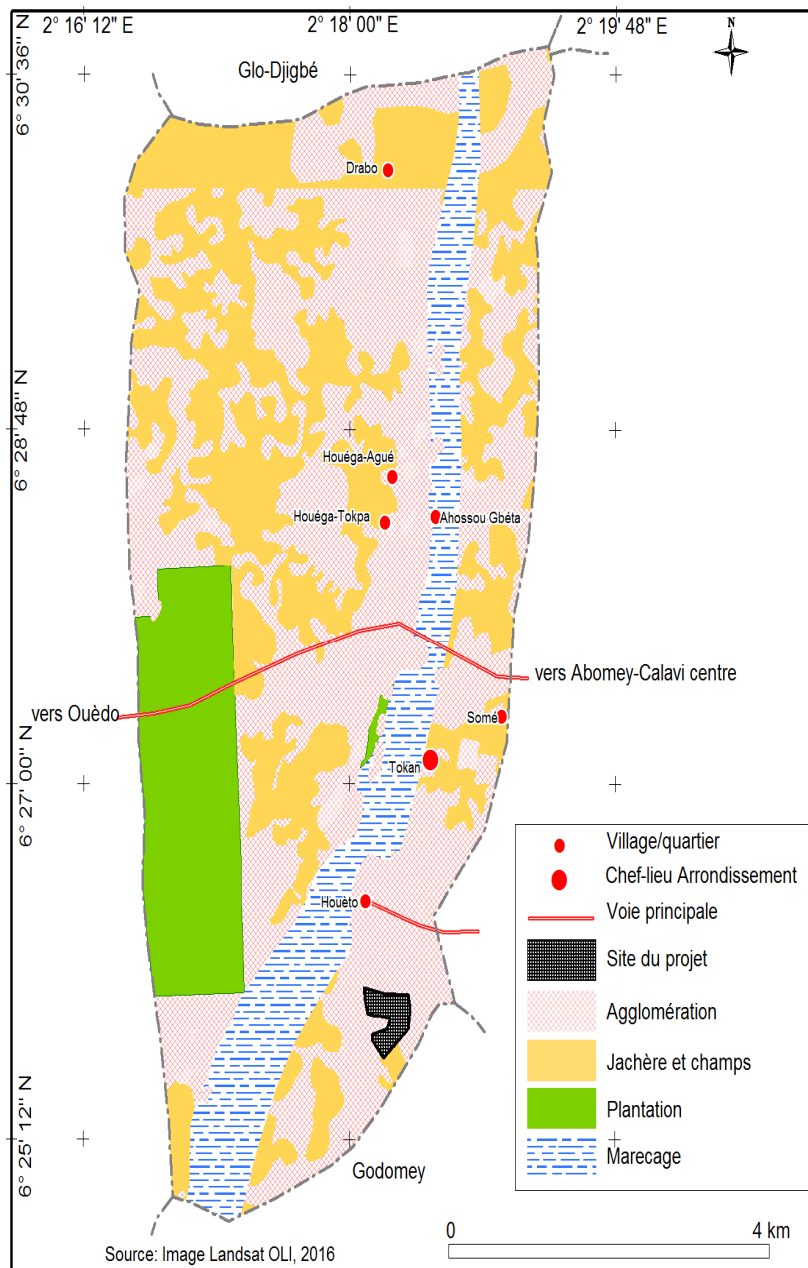 2° 16' 12" E
2° 18' 00" E
2° 19' 48" E
N
6° 30' 36'' N
Glo-Djigbé
Drabo
6° 28' 48'' N
Houéga-Agué
Houéga-Tokpa
Ahossou Gbéta
vers Abomey-Calavi centre
vers Ouèdo
Somé
Tokan
6° 27' 00'' N
Houèto
6° 25' 12'' N
Godomey
Village/quartier
Chef-lieu Arrondissement
Voie principale
Site du projet
Agglomération
Jachère et champs
Plantation
Marecage
0 4 km
Source: Image Landsat OLI, 2016